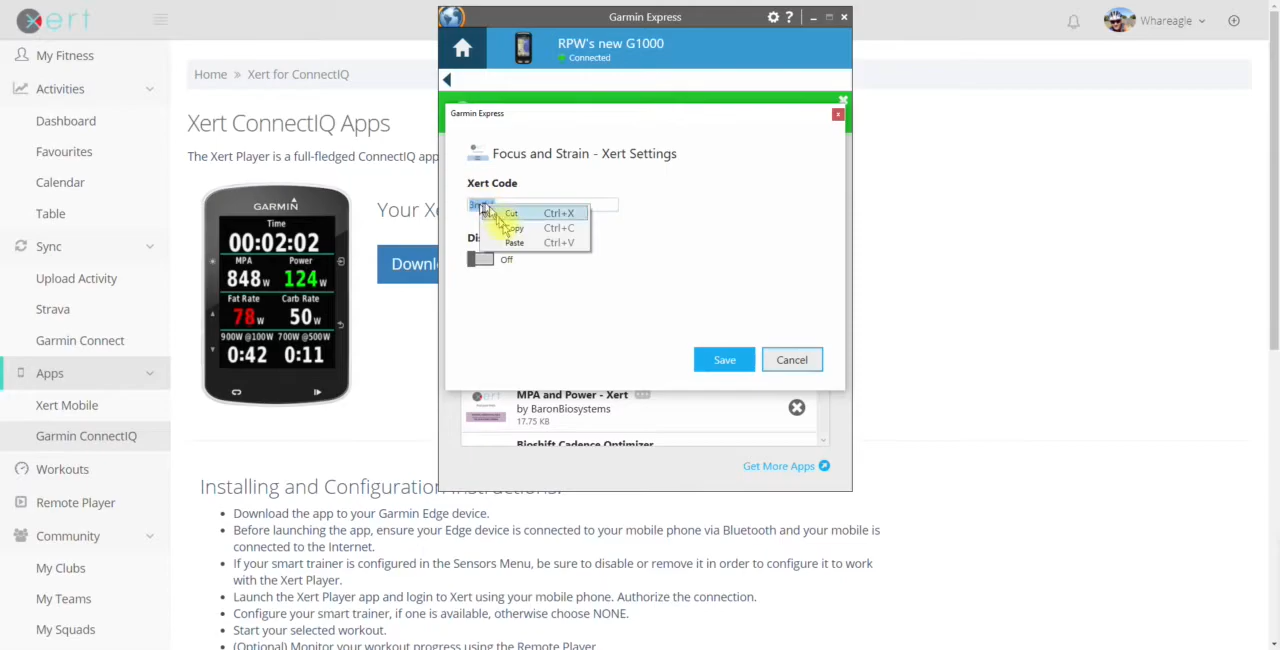 xert
Whareagle
My Fitness
Activities
Dashboard
Favourites
Calendar
Table
Sync
Upload Activity
Strava
Garmin Connect
Apps
Xert Mobile
Garmin ConnectIQ
Workouts
Remote Player
Community
My Clubs
My Teams
My Squads
Home » Xert for ConnectIQ
Xert ConnectIQ Apps
The Xert Player is a full-fledged ConnectIQ app
GARMIN
Time
00:02:02
MPA Power
848w 124w
Fat Rate Carb Rate
78w 50w
900W @100W 700W @500W
0:42 0:11
Your Xe
Downlo
Garmin Express
?
RPW's new G1000
Connected
Garmin Express
Focus and Strain - Xert Settings
Xert Code
Cut Ctrl+X
Copy Ctrl+C
Paste Ctrl+V
Di
Off
Save
Cancel
MPA and Power - Xert
by BaronBiosystems
17.75 KB
Bioshift Cadence Optimizer
Get More Apps
Installing and Configuration Instructions:
Download the app to your Garmin Edge device.
Before launching the app, ensure your Edge device is connected to your mobile phone via Bluetooth and your mobile is
connected to the Internet.
If your smart trainer is configured in the Sensors Menu, be sure to disable or remove it in order to configure it to work
with the Xert Player.
Launch the Xert Player app and login to Xert using your mobile phone. Authorize the connection.
Configure your smart trainer, if one is available, otherwise choose NONE.
Start your selected workout.
(Optional) Monitor your workout progress using the Remote Player